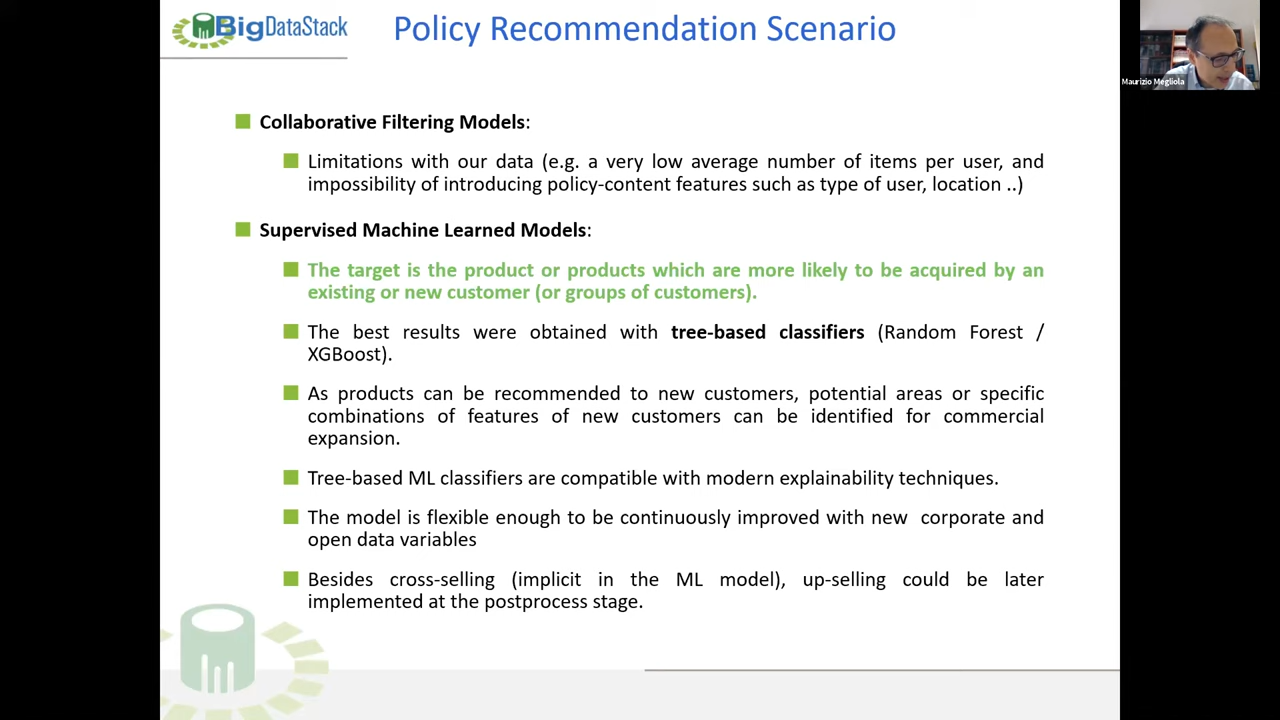 BigDataStack
Policy Recommendation Scenario
Maurizio Megliola
Collaborative Filtering Models:
Limitations with our data (e.g. a very low average number of items per user, and
impossibility of introducing policy-content features such as type of user, location ..)
Supervised Machine Learned Models:
The target is the product or products which are more likely to be acquired by an
existing or new customer (or groups of customers).
The best results were obtained with tree-based classifiers (Random Forest /
XGBoost).
As products can be recommended to new customers, potential areas or specific
combinations of features of new customers can be identified for commercial
expansion.
Tree-based ML classifiers are compatible with modern explainability techniques.
The model is flexible enough to be continuously improved with new  corporate and
open data variables
Besides cross-selling (implicit in the ML model), up-selling could be later
implemented at the postprocess stage.